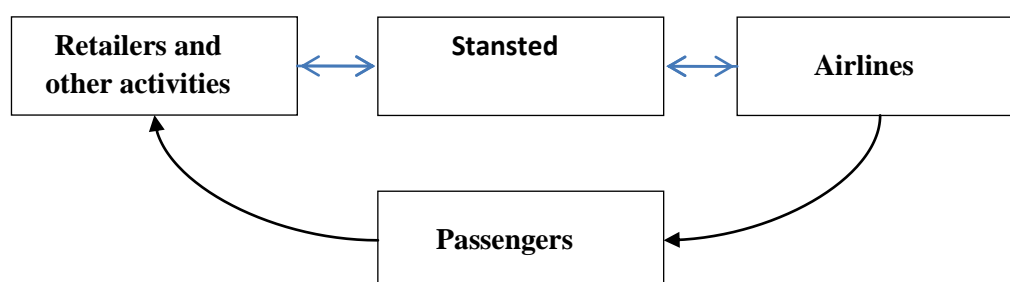 Retailers and
other activities
Stansted
Airlines
Passengers